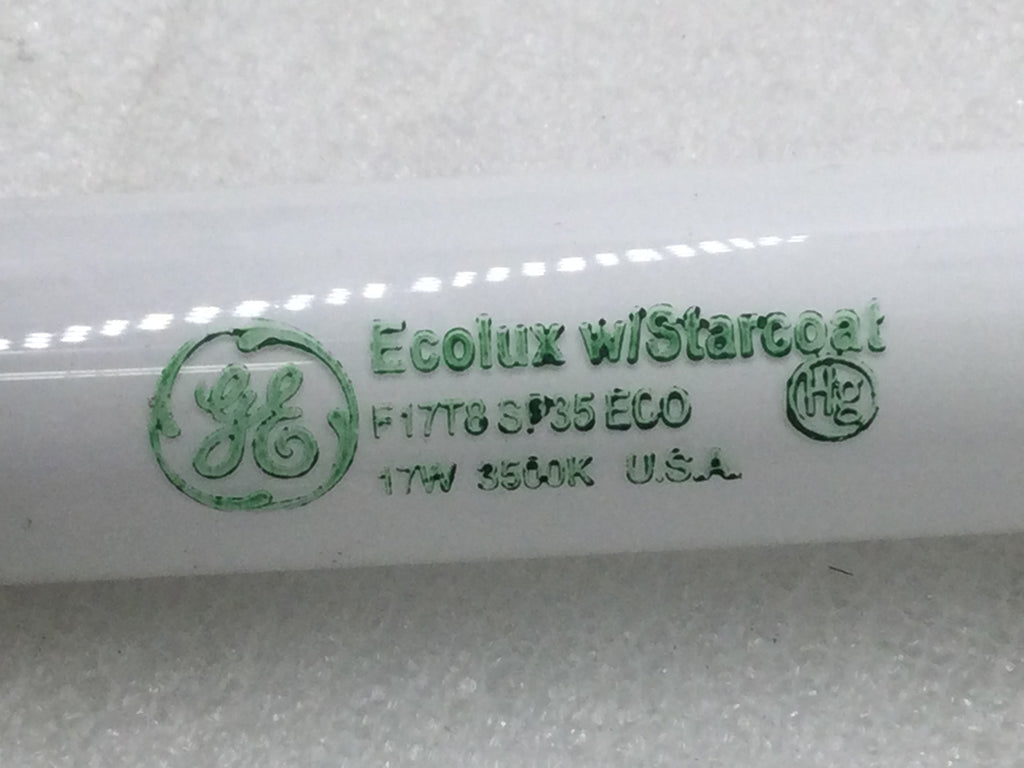 GE
Ecolux w/Starcoat
F17T8 SP35 ECO
Hg
17W 3500K U.S.A.